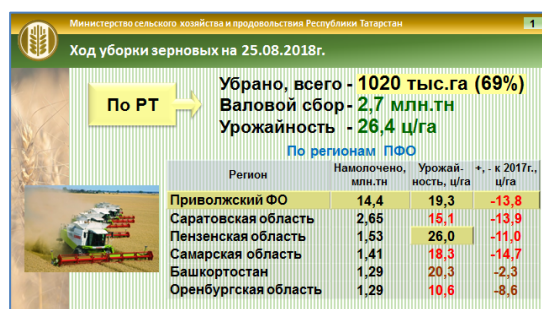 Министерство сельского хозяйства и продовольствия Республики Татарстан
1
Ход уборки зерновых на 25.08.2018г.
По РТ
Убрано, всего - 1020 тыс.га (69%)
Валовой сбор- 2,7 млн.тн
Урожайность - 26,4 ц/га
По регионам ПФО
Регион Намолочено, млн.тн Урожай-ность, ц/га +, - к 2017г., ц/га
Приволжский ФО 14,4 19,3 -13,8
Саратовская область 2,65 15,1 -13,9
Пензенская область 1,53 26,0 -11,0
Самарская область 1,41 18,3 -14,7
Башкортостан 1,29 20,3 -2,3
Оренбургская область 1,29 10,6 -8,6